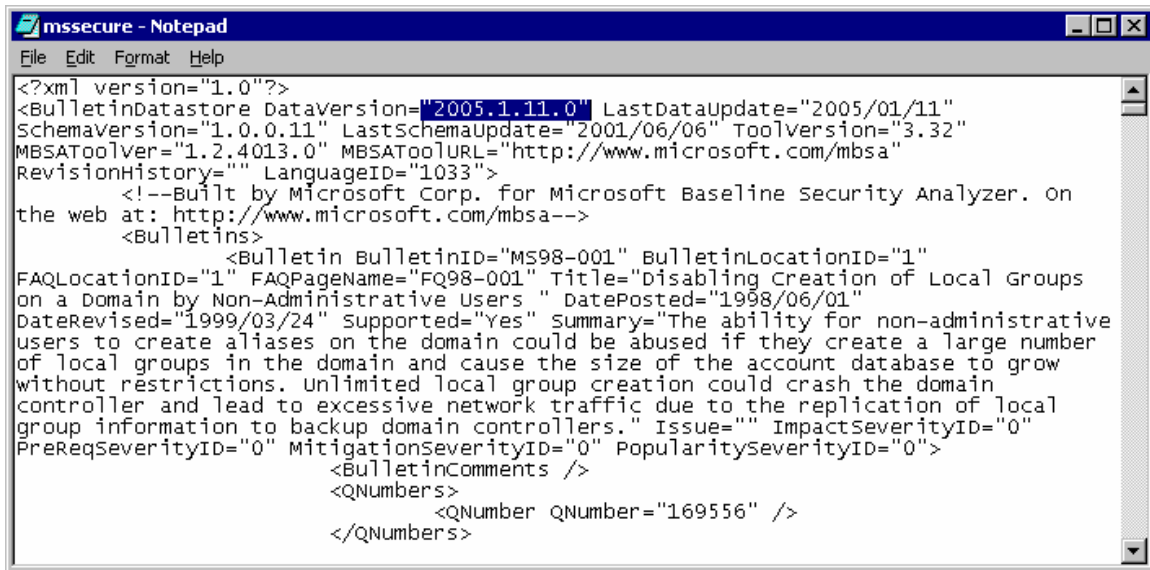 mssecure - Notepad
File Edit Format Help
<?xml version="1.0"?>
<BulletinDatastore DataVersion="2005.1.11.0" LastDataUpdate="2005/01/11"
SchemaVersion="1.0.0.11" LastSchemaUpdate="2001/06/06" ToolVersion="3.32"
MBSAToolVer="1.2.4013.0" MBSAToolURL="http://www.microsoft.com/mbsa"
RevisionHistory="" LanguageID="1033">
<!--Built by Microsoft Corp. for Microsoft Baseline Security Analyzer. On
the web at: http://www.microsoft.com/mbsa-->
<Bulletins>
<Bulletin BulletinID="MS98-001" BulletinLocationID="1"
FAQLocationID="1" FAQPageName="FQ98-001" Title="Disabling Creation of Local Groups
on a Domain by Non-Administrative Users " DatePosted="1998/06/01"
DateRevised="1999/03/24" Supported="Yes" Summary="The ability for non-administrative
users to create aliases on the domain could be abused if they create a large number
of local groups in the domain and cause the size of the account database to grow
without restrictions. Unlimited local group creation could crash the domain
controller and lead to excessive network traffic due to the replication of local
group information to backup domain controllers." Issue="" ImpactSeverityID="0"
PreReqSeverityID="0" MitigationSeverityID="0" PopularitySeverityID="0">
<BulletinComments />
<QNumbers>
<QNumber QNumber="169556" />
</QNumbers>